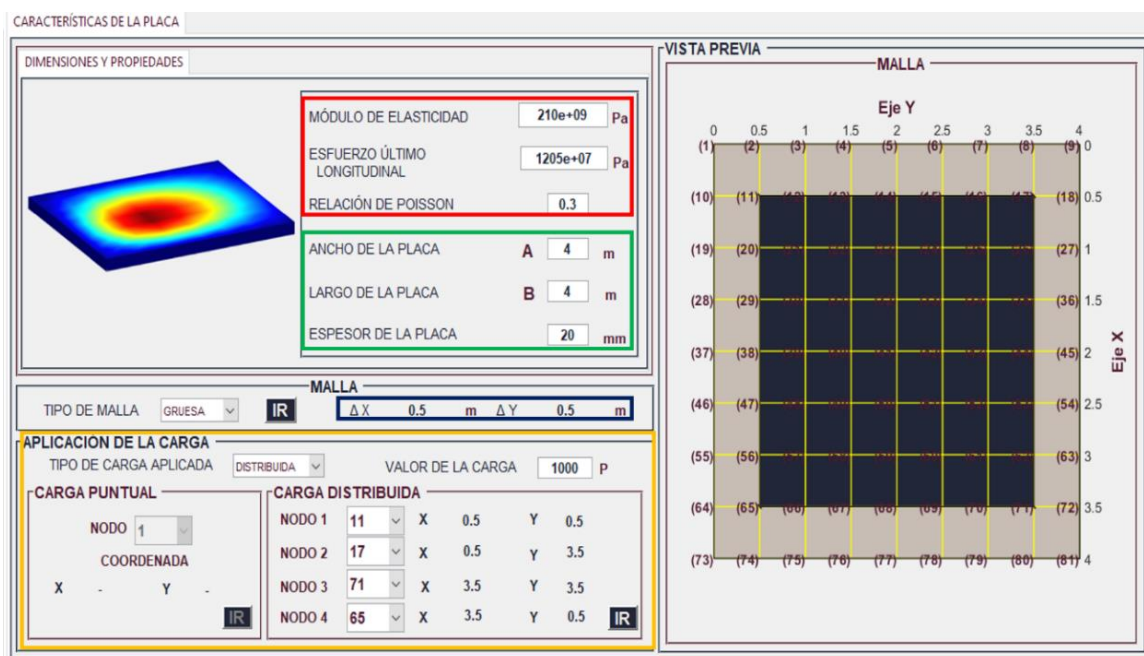 CARACTERÍSTICAS DE LA PLACA
DIMENSIONES Y PROPIEDADES
MÓDULO DE ELASTICIDAD 210e+09 Pa
ESFUERZO ÚLTIMO
LONGITUDINAL 1205e+07 Pa
RELACIÓN DE POISSON 0.3
ANCHO DE LA PLACA A 4 m
LARGO DE LA PLACA B 4 m
ESPESOR DE LA PLACA 20 mm
MALLA
TIPO DE MALLA GRUESA IR Δ X 0.5 m Δ Y 0.5 m
APLICACIÓN DE LA CARGA
TIPO DE CARGA APLICADA DISTRIBUIDA VALOR DE LA CARGA 1000 P
CARGA PUNTUAL
NODO 1
COORDENADA
X - Y -
IR
CARGA DISTRIBUIDA
NODO 1 11 X 0.5 Y 0.5
NODO 2 17 X 0.5 Y 3.5
NODO 3 71 X 3.5 Y 3.5
NODO 4 65 X 3.5 Y 0.5 IR
VISTA PREVIA
MALLA
Eje Y
0 0.5 1 1.5 2 2.5 3 3.5 4
(1) (2) (3) (4) (5) (6) (7) (8) (9) 0
(10) (11) (18) 0.5
(19) (20) (27) 1
(28) (29) (36) 1.5
(37) (38) (45) 2
Eje X
(46) (47) (54) 2.5
(55) (56) (63) 3
(64) (65) (66) (67) (68) (69) (70) (71) (72) 3.5
(73) (74) (75) (76) (77) (78) (79) (80) (81) 4